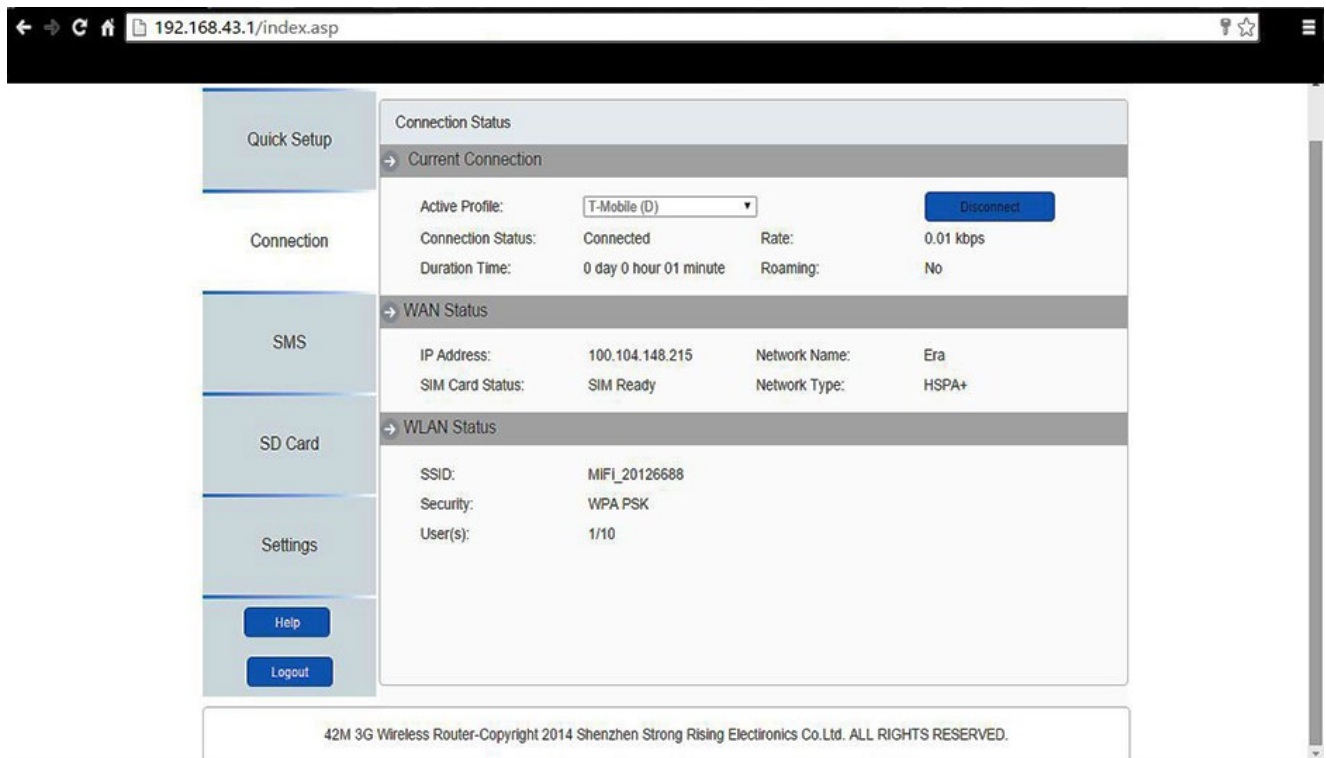 192.168.43.1/index.asp
Quick Setup
Connection
SMS
SD Card
Settings
Help
Logout
Connection Status
Current Connection
Active Profile: T-Mobile (D) Disconnect
Connection Status: Connected Rate: 0.01 kbps
Duration Time: 0 day 0 hour 01 minute Roaming: No
WAN Status
IP Address: 100.104.148.215 Network Name: Era
SIM Card Status: SIM Ready Network Type: HSPA+
WLAN Status
SSID: MIFI_20126688
Security: WPA PSK
User(s): 1/10
42M 3G Wireless Router-Copyright 2014 Shenzhen Strong Rising Electironics Co.Ltd. ALL RIGHTS RESERVED.